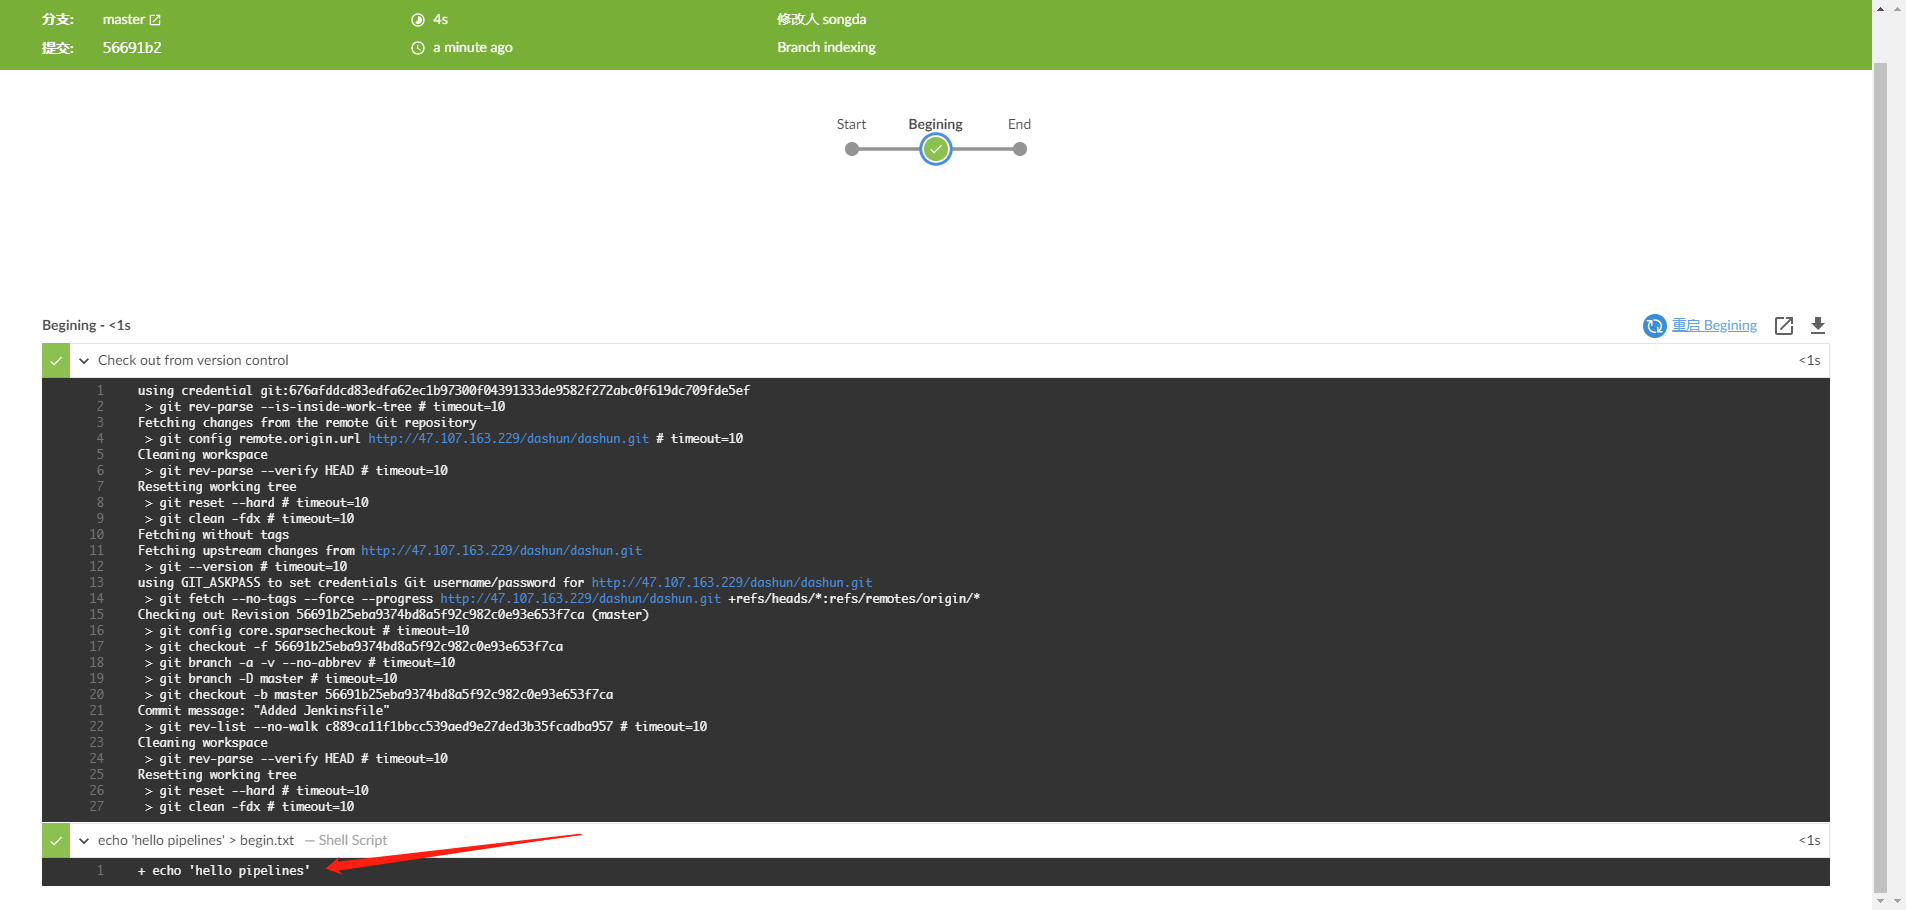 分支: master 4s 修改人 songda
提交: 56691b2 a minute ago Branch indexing
Start Begining End
Begining - <1s 重启 Begining
Check out from version control <1s
1 using credential git:676afddcd83edfa62ec1b97300f04391333de9582f272abc0f619dc709fde5ef
2 > git rev-parse --is-inside-work-tree # timeout=10
3 Fetching changes from the remote Git repository
4 > git config remote.origin.url http://47.107.163.229/dashun/dashun.git # timeout=10
5 Cleaning workspace
6 > git rev-parse --verify HEAD # timeout=10
7 Resetting working tree
8 > git reset --hard # timeout=10
9 > git clean -fdx # timeout=10
10 Fetching without tags
11 Fetching upstream changes from http://47.107.163.229/dashun/dashun.git
12 > git --version # timeout=10
13 using GIT_ASKPASS to set credentials Git username/password for http://47.107.163.229/dashun/dashun.git
14 > git fetch --no-tags --force --progress http://47.107.163.229/dashun/dashun.git +refs/heads/*:refs/remotes/origin/*
15 Checking out Revision 56691b25eba9374bd8a5f92c982c0e93e653f7ca (master)
16 > git config core.sparsecheckout # timeout=10
17 > git checkout -f 56691b25eba9374bd8a5f92c982c0e93e653f7ca
18 > git branch -a -v --no-abbrev # timeout=10
19 > git branch -D master # timeout=10
20 > git checkout -b master 56691b25eba9374bd8a5f92c982c0e93e653f7ca
21 Commit message: "Added Jenkinsfile"
22 > git rev-list --no-walk c889ca11f1bbcc539aed9e27ded3b35fcadba957 # timeout=10
23 Cleaning workspace
24 > git rev-parse --verify HEAD # timeout=10
25 Resetting working tree
26 > git reset --hard # timeout=10
27 > git clean -fdx # timeout=10
echo 'hello pipelines' > begin.txt — Shell Script <1s
1 + echo 'hello pipelines'